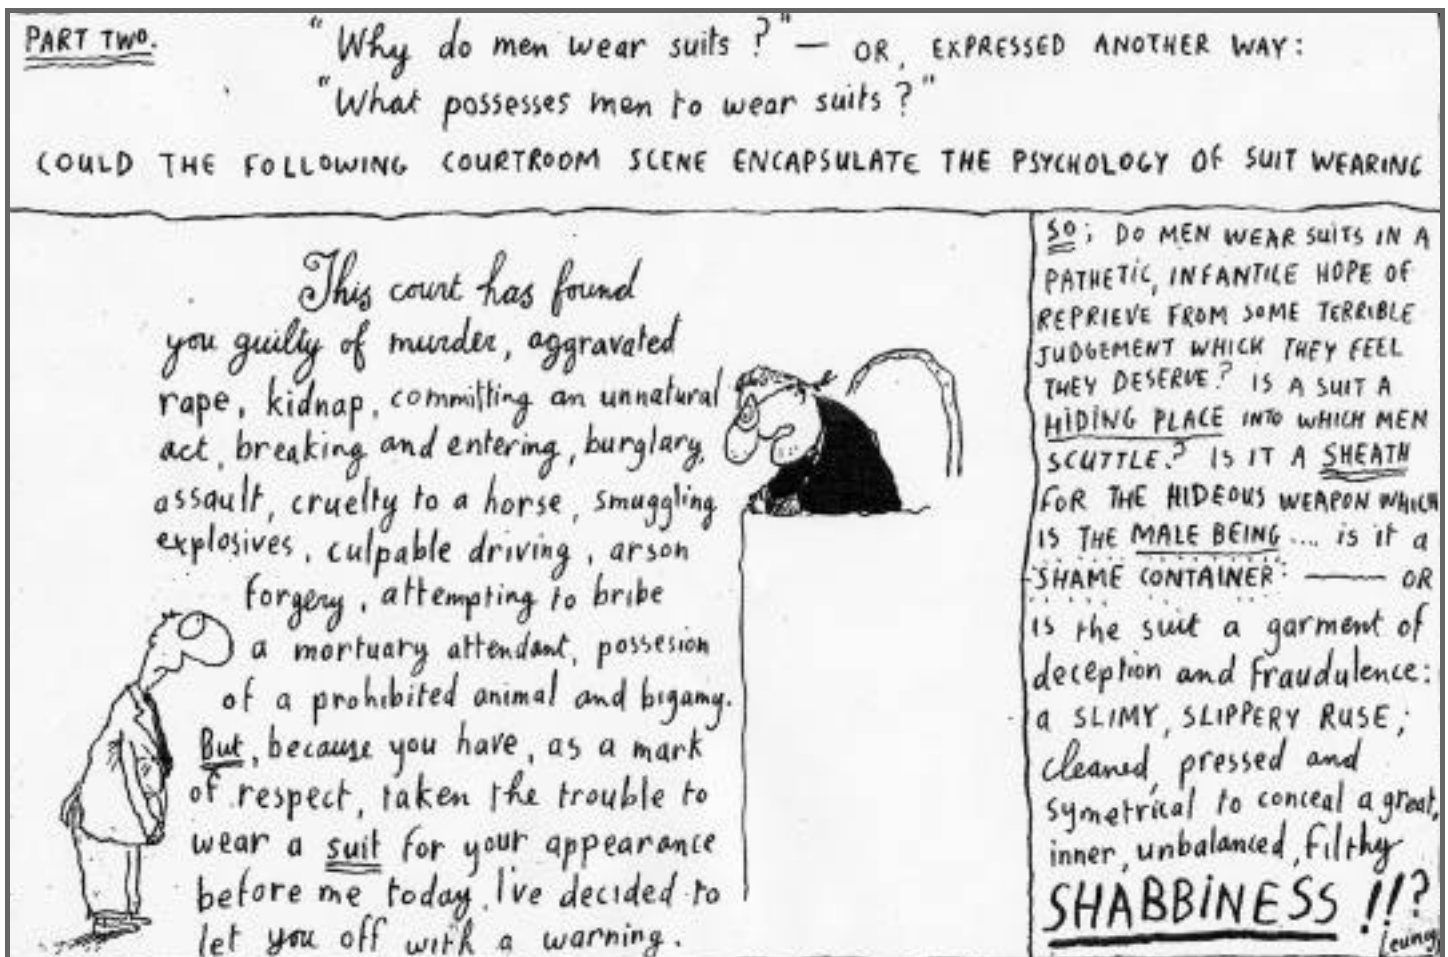 PART TWO.
"Why do men wear suits?" — OR, EXPRESSED ANOTHER WAY:
"What possesses men to wear suits?"
COULD THE FOLLOWING COURTROOM SCENE ENCAPSULATE THE PSYCHOLOGY OF SUIT WEARING
This court has found
you guilty of murder, aggravated
rape, kidnap, committing an unnatural
act, breaking and entering, burglary,
assault, cruelty to a horse, smuggling
explosives, culpable driving, arson
forgery, attempting to bribe
a mortuary attendant, possesion
of a prohibited animal and bigamy.
But, because you have, as a mark
of respect, taken the trouble to
wear a suit for your appearance
before me today, I've decided to
let you off with a warning.
SO; DO MEN WEAR SUITS IN A
PATHETIC, INFANTILE HOPE OF
REPRIEVE FROM SOME TERRIBLE
JUDGEMENT WHICH THEY FEEL
THEY DESERVE? IS A SUIT A
HIDING PLACE INTO WHICH MEN
SCUTTLE? IS IT A SHEATH
FOR THE HIDEOUS WEAPON WHICH
IS THE MALE BEING.... is it a
SHAME CONTAINER: — OR
is the suit a garment of
deception and fraudulence:
a SLIMY, SLIPPERY RUSE;
cleaned, pressed and
symetrical to conceal a great,
inner, unbalanced, filthy
SHABBINESS!!?
Leunig